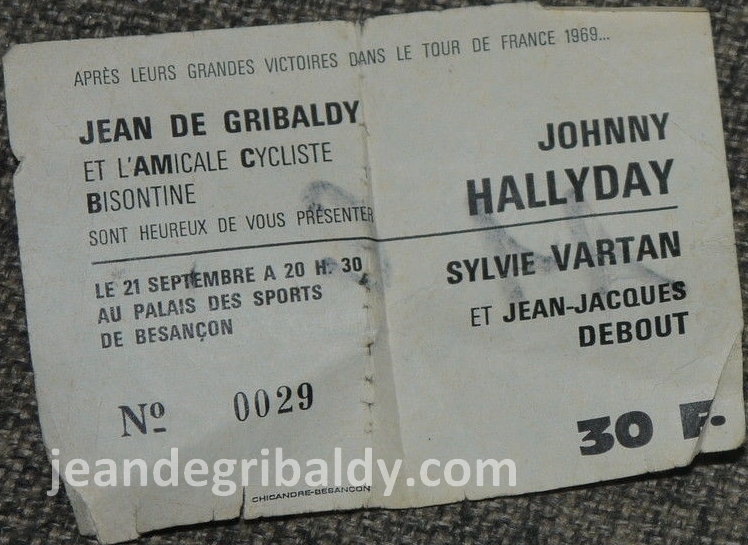 APRÈS LEURS GRANDES VICTOIRES DANS LE TOUR DE FRANCE 1969...
JEAN DE GRIBALDY
ET L'AMICALE CYCLISTE
BISONTINE
SONT HEUREUX DE VOUS PRÉSENTER
LE 21 SEPTEMBRE A 20 H. 30
AU PALAIS DES SPORTS
DE BESANÇON
Nº 0029
JOHNNY
HALLYDAY
SYLVIE VARTAN
ET JEAN-JACQUES
DEBOUT
30 F.
jeandegribaldy.com
CHICANDRE-BESANCON